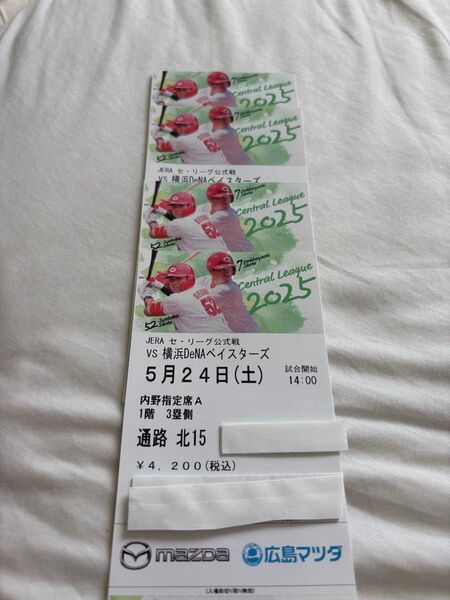 Central League
2025
Central League
2025
JERA セ・リーグ公式戦
VS 横浜DeNAベイスターズ
Central League
2025
52
7
Central League
2025
52
JERA セ・リーグ公式戦
VS 横浜DeNAベイスターズ
5月24日(土) 試合開始
14:00
内野指定席A
1階 3塁側
通路 北15
¥4,200(税込)
mazda 広島マツダ